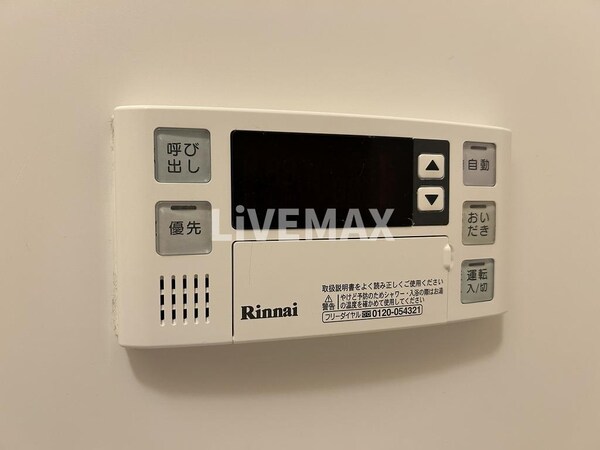 呼び
出し
優先
▲
▼
自動
おい
だき
運転
入/切
LiVEMAX
Rinnai
取扱説明書をよく読み正しくご使用ください
警告 やけど予防のためシャワー・入浴の際はお湯
の温度を確かめて使用してください
フリーダイヤル 0120-054321